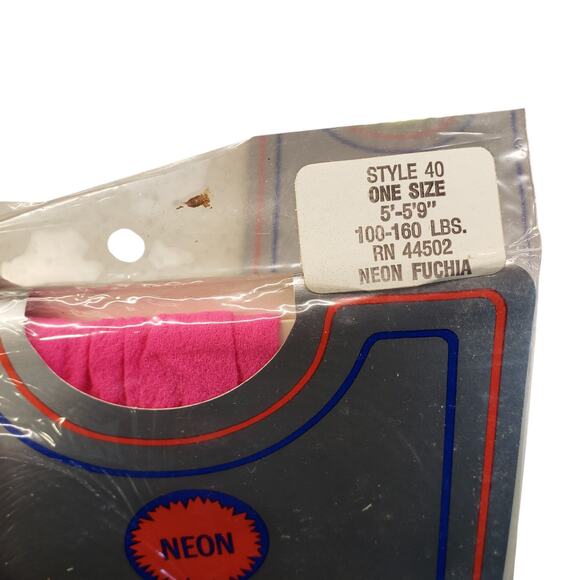 STYLE 40
ONE SIZE
5'-5'9"
100-160 LBS.
RN 44502
NEON FUCHIA
NEON